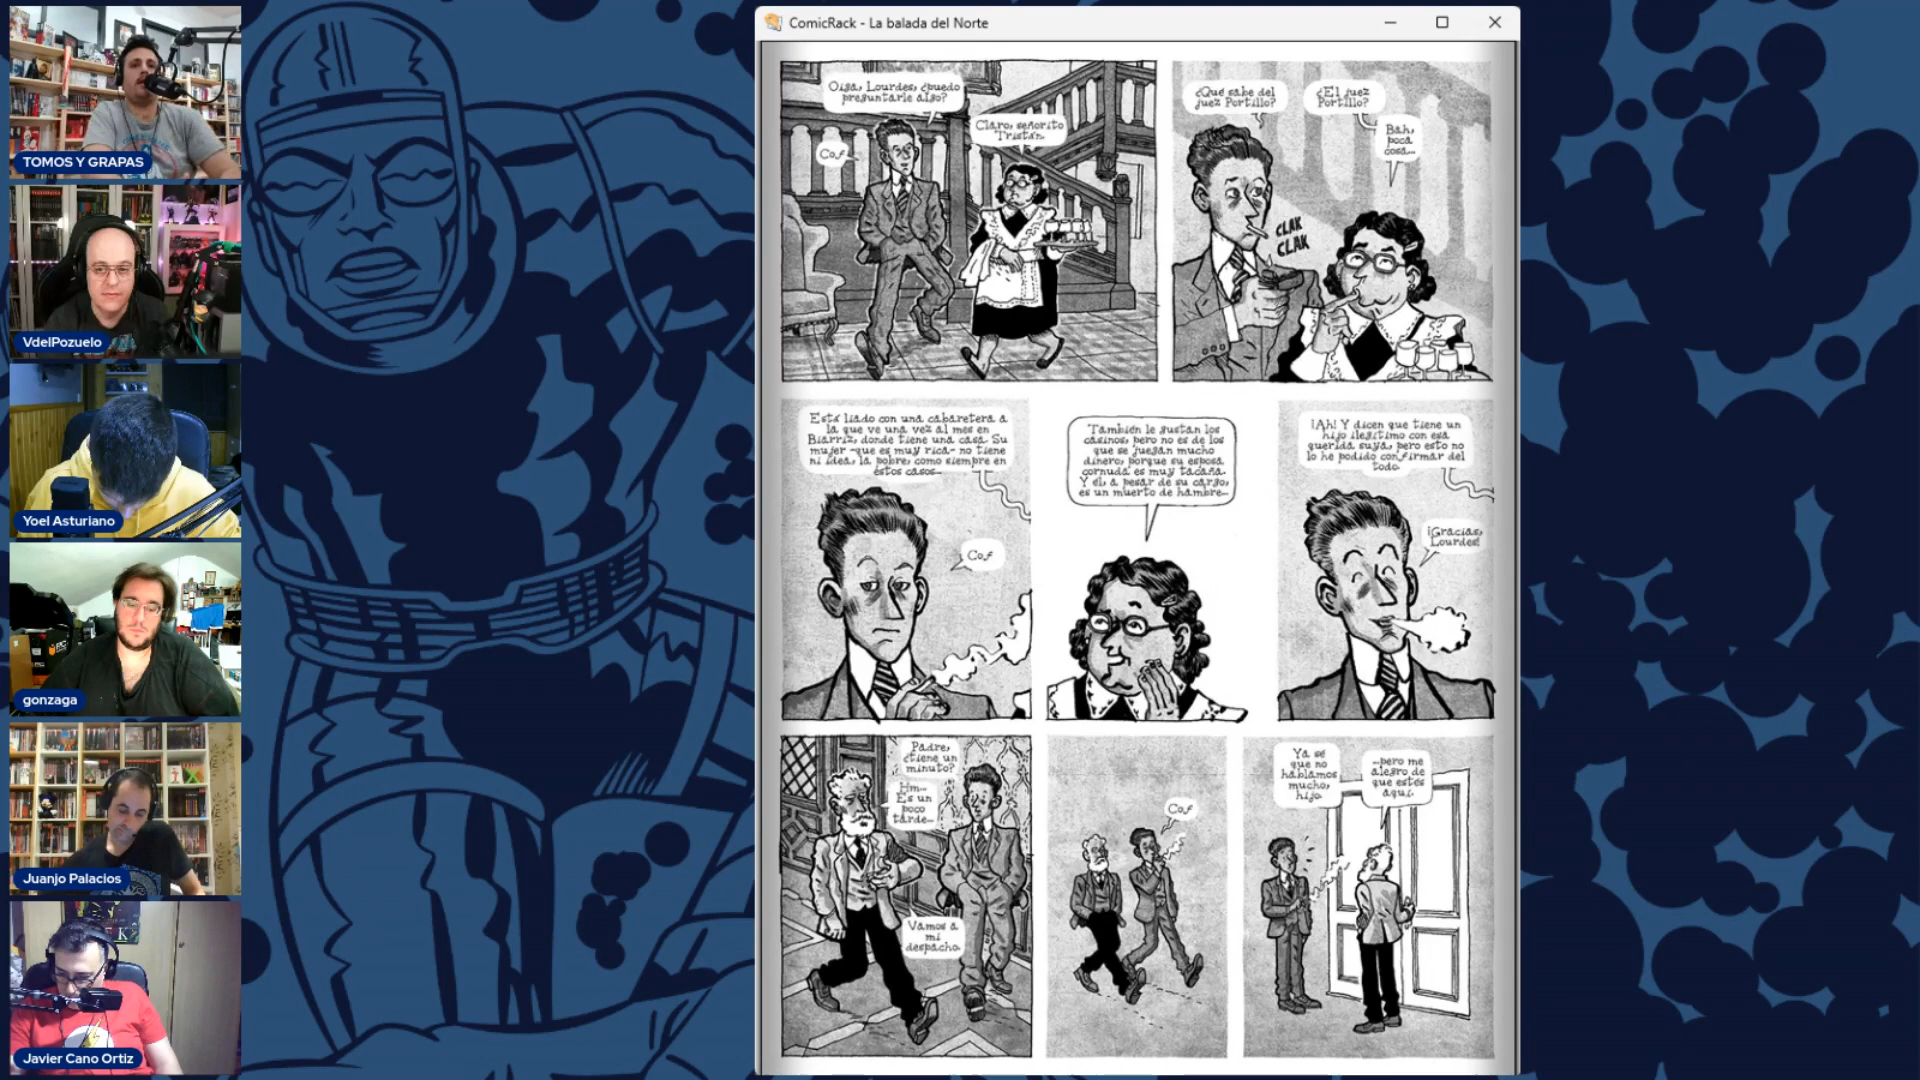 ComicRack - La balada del Norte
TOMOS Y GRAPAS
VdelPozuelo
Yoel Asturiano
gonzaga
Juanjo Palacios
Javier Cano Ortiz
Oiga, Lourdes, ¿puedo
preguntarle algo?
Cof
Claro, señorito
Tristán.
¿Qué sabe del
juez Portillo?
¿El juez
Portillo?
Bah,
poca
cosa...
CLAK
CLAK
Está liado con una cabaretera a
la que ve una vez al mes en
Biarriz, donde tiene una casa. Su
mujer -que es muy rica- no tiene
ni idea, la pobre, como siempre en
estos casos...
Cof
También le gustan los
casinos, pero no es de los
que se juegan mucho
dinero, porque su esposa
cornuda es muy tacaña.
Y él, a pesar de su cargo,
es un muerto de hambre...
¡Ah! Y dicen que tiene un
hijo ilegítimo con esa
querida suya, pero esto no
lo he podido confirmar del
todo.
¡Gracias,
Lourdes!
Padre,
¿tiene un
minuto?
Hm...
Es un
poco
tarde...
Vamos a
mi
despacho.
Cof
Ya sé
que no
hablamos
mucho,
hijo.
...pero me
alegro de
que estés
aquí.